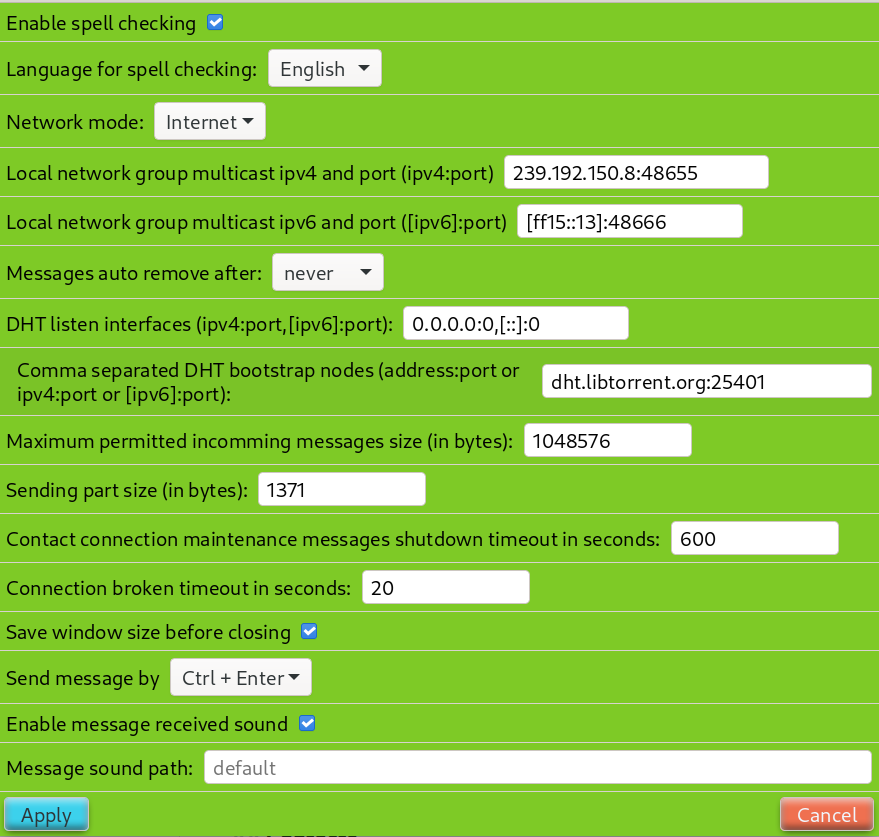 Enable spell checking
Language for spell checking: English
Network mode: Internet
Local network group multicast ipv4 and port (ipv4:port) 239.192.150.8:48655
Local network group multicast ipv6 and port ([ipv6]:port) [ff15::13]:48666
Messages auto remove after: never
DHT listen interfaces (ipv4:port,[ipv6]:port): 0.0.0.0:0,[::]:0
Comma separated DHT bootstrap nodes (address:port or
ipv4:port or [ipv6]:port): dht.libtorrent.org:25401
Maximum permitted incomming messages size (in bytes): 1048576
Sending part size (in bytes): 1371
Contact connection maintenance messages shutdown timeout in seconds: 600
Connection broken timeout in seconds: 20
Save window size before closing
Send message by Ctrl + Enter
Enable message received sound
Message sound path: default
Apply Cancel